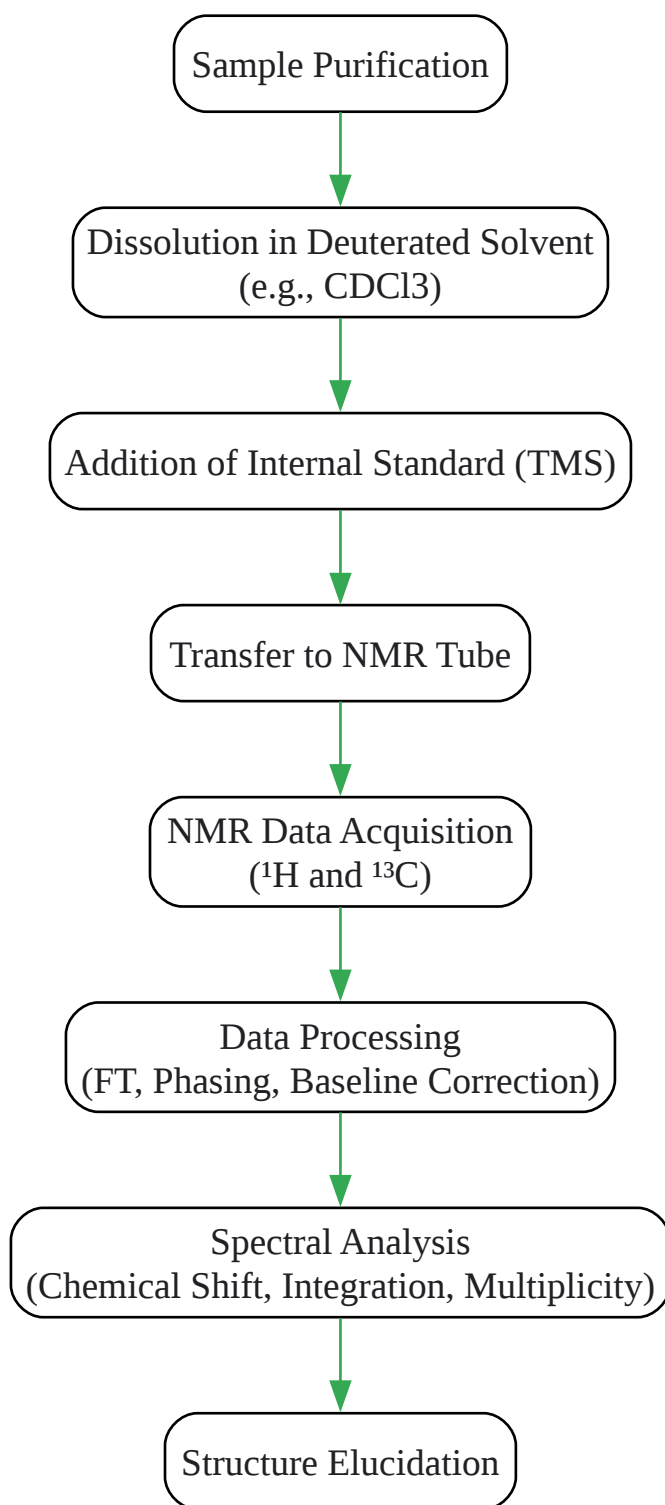 Sample Purification
Dissolution in Deuterated Solvent
(e.g., CDCl3)
Addition of Internal Standard (TMS)
Transfer to NMR Tube
NMR Data Acquisition
(¹H and ¹³C)
Data Processing
(FT, Phasing, Baseline Correction)
Spectral Analysis
(Chemical Shift, Integration, Multiplicity)
Structure Elucidation